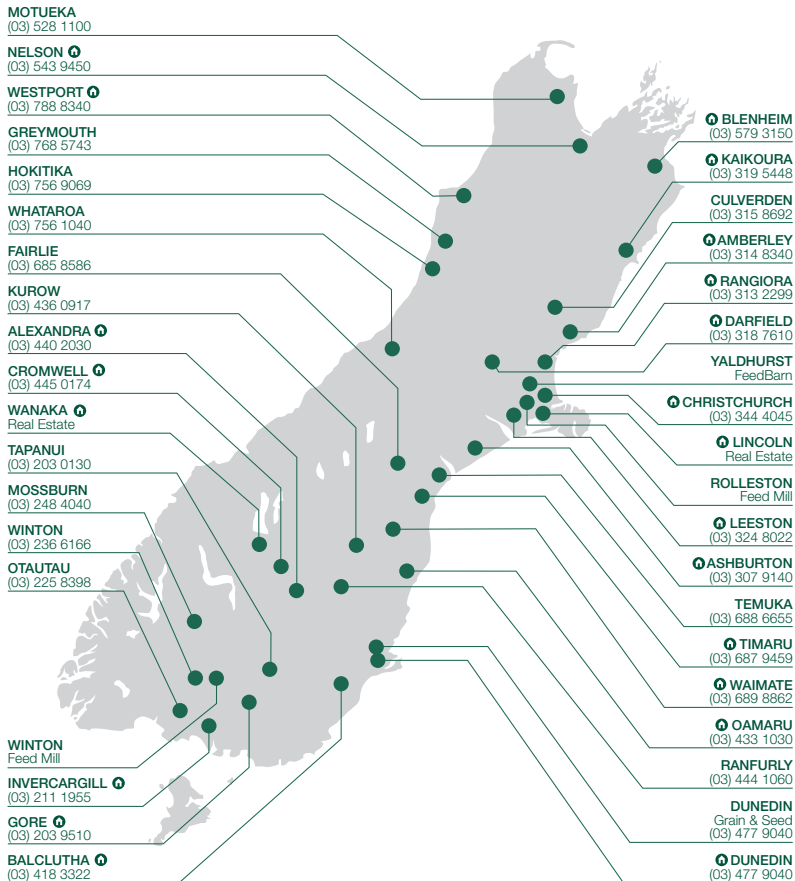 MOTUEKA
(03) 528 1100
NELSON
(03) 543 9450
WESTPORT
(03) 788 8340
GREYMOUTH
(03) 768 5743
HOKITIKA
(03) 756 9069
WHATAROA
(03) 756 1040
FAIRLIE
(03) 685 8586
KUROW
(03) 436 0917
ALEXANDRA
(03) 440 2030
CROMWELL
(03) 445 0174
WANAKA
Real Estate
TAPANUI
(03) 203 0130
MOSSBURN
(03) 248 4040
WINTON
(03) 236 6166
OTAUTAU
(03) 225 8398
WINTON
Feed Mill
INVERCARGILL
(03) 211 1955
GORE
(03) 203 9510
BALCLUTHA
(03) 418 3322
BLENHEIM
(03) 579 3150
KAIKOURA
(03) 319 5448
CULVERDEN
(03) 315 8692
AMBERLEY
(03) 314 8340
RANGIORA
(03) 313 2299
DARFIELD
(03) 318 7610
YALDHURST
FeedBarn
CHRISTCHURCH
(03) 344 4045
LINCOLN
Real Estate
ROLLESTON
Feed Mill
LEESTON
(03) 324 8022
ASHBURTON
(03) 307 9140
TEMUKA
(03) 688 6655
TIMARU
(03) 687 9459
WAIMATE
(03) 689 8862
OAMARU
(03) 433 1030
RANFURLY
(03) 444 1060
DUNEDIN
Grain & Seed
(03) 477 9040
DUNEDIN
(03) 477 9040